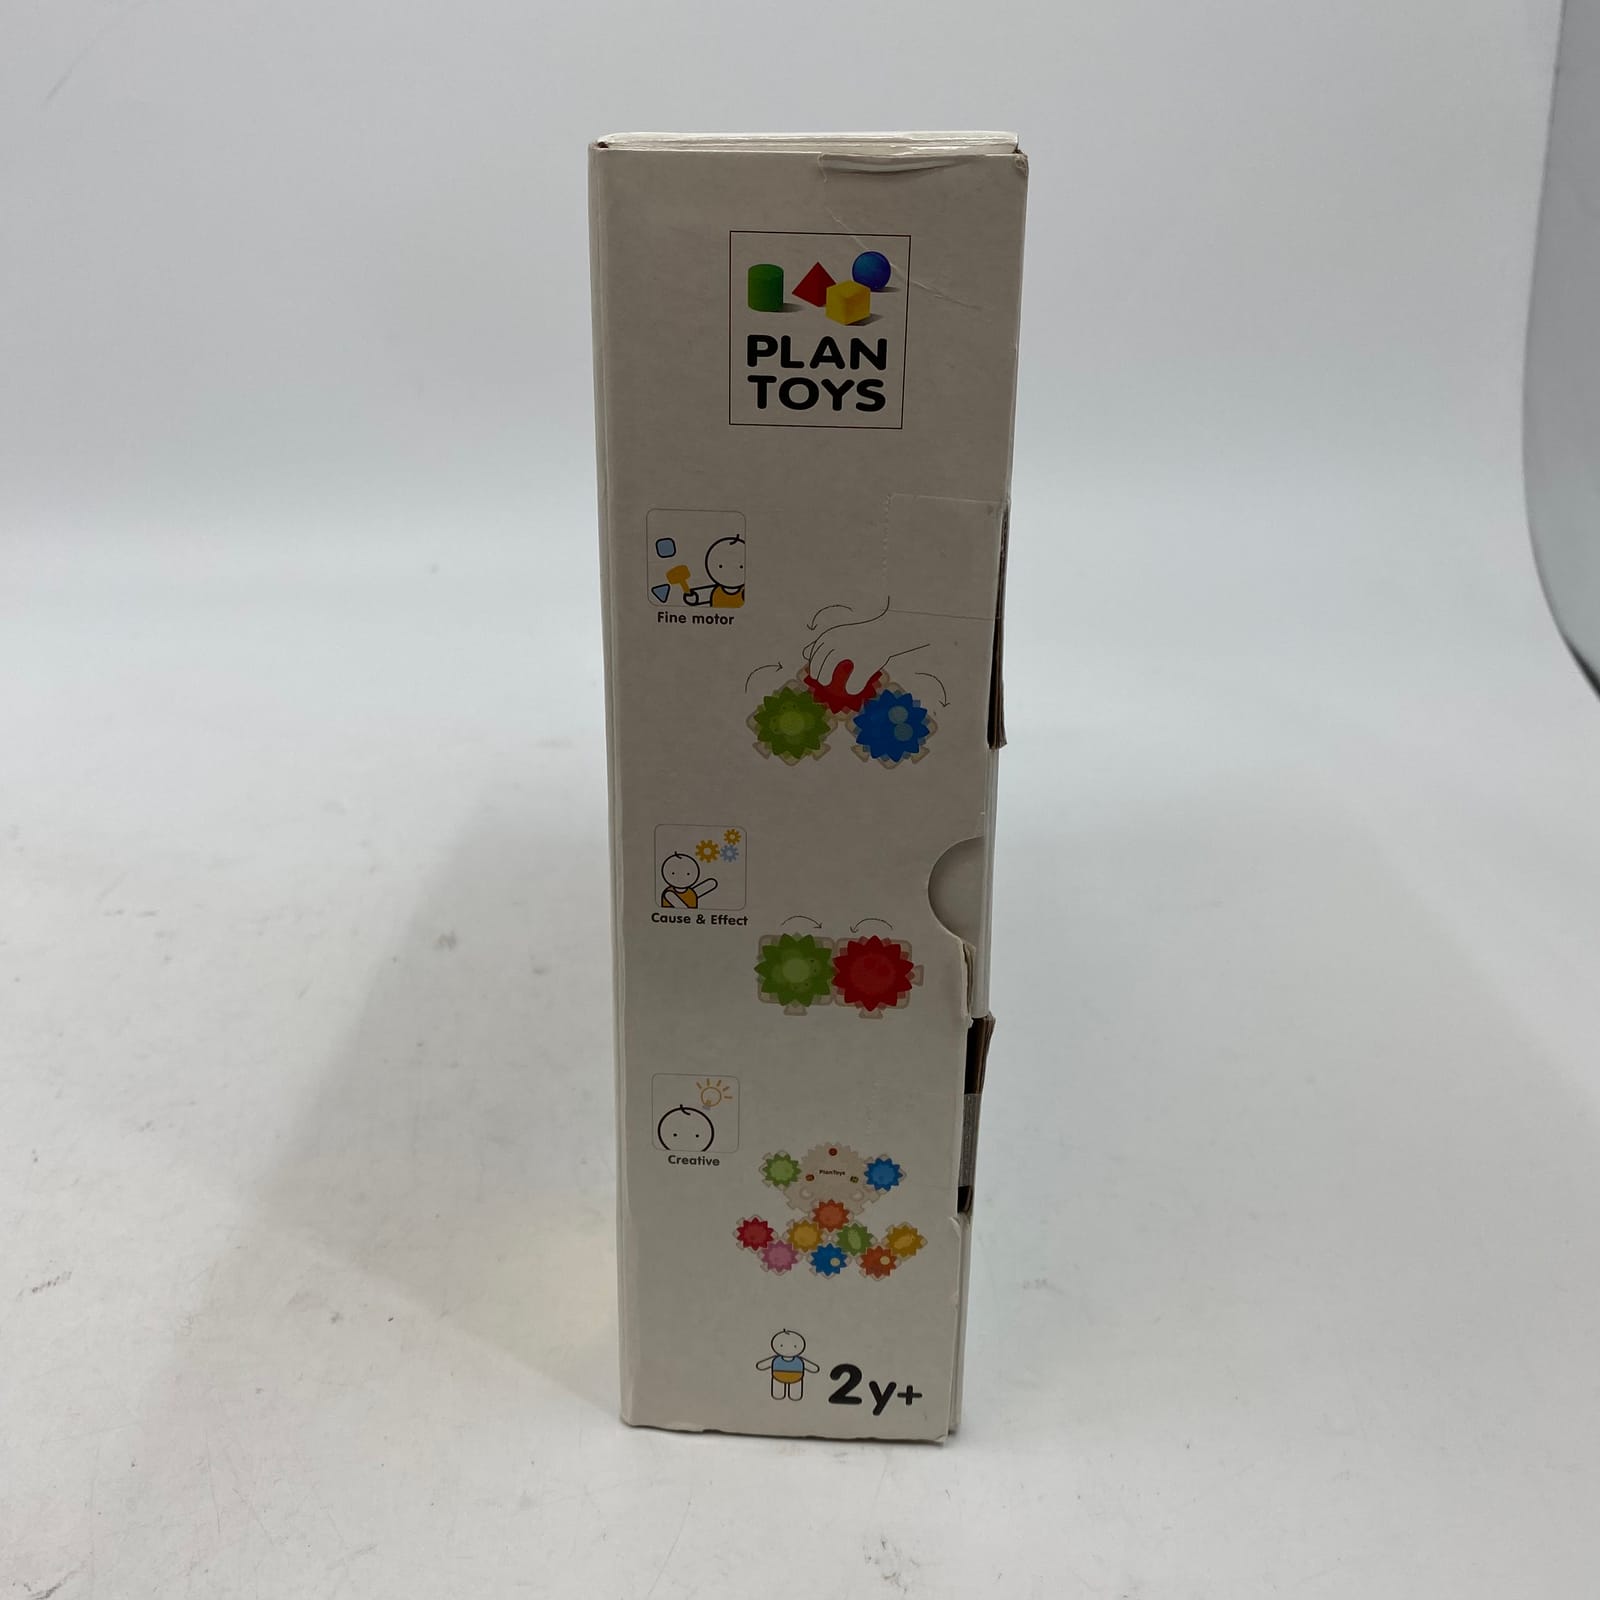 PLAN
TOYS
Fine motor
Cause & Effect
Creative
PlanToys
2y+